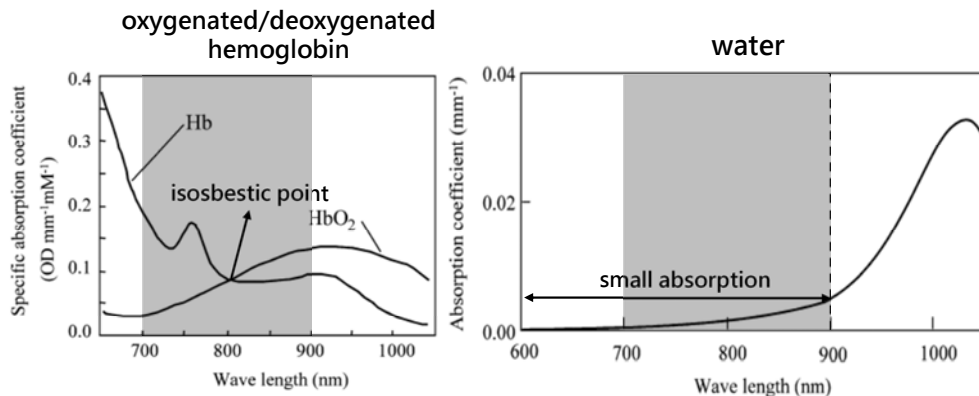 oxygenated/deoxygenated
hemoglobin
Specific absorption coefficient
(OD mm⁻¹mM⁻¹)
0.4
0.3
0.2
0.1
0.0
Hb
isosbestic point
HbO₂
700
800
900
1000
Wave length (nm)
water
Absorption coefficient (mm⁻¹)
0.04
0.02
0.00
small absorption
600
700
800
900
1000
Wave length (nm)